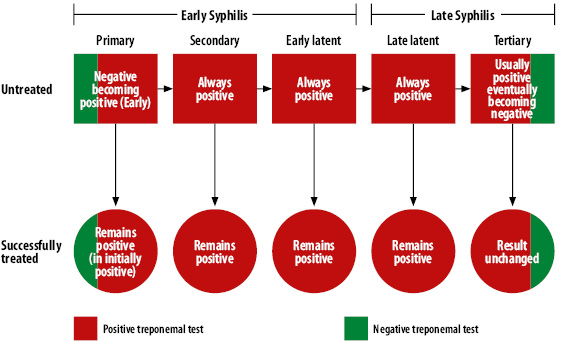 Early Syphilis
Late Syphilis
Primary
Secondary
Early latent
Late latent
Tertiary
Untreated
Negative
becoming
positive (Early)
Always
positive
Always
positive
Always
positive
Usually
positive
eventually
becoming
negative
Successfully
treated
Remains
positive
(in initially
positive)
Remains
positive
Remains
positive
Remains
positive
Result
unchanged
Positive treponemal test
Negative treponemal test